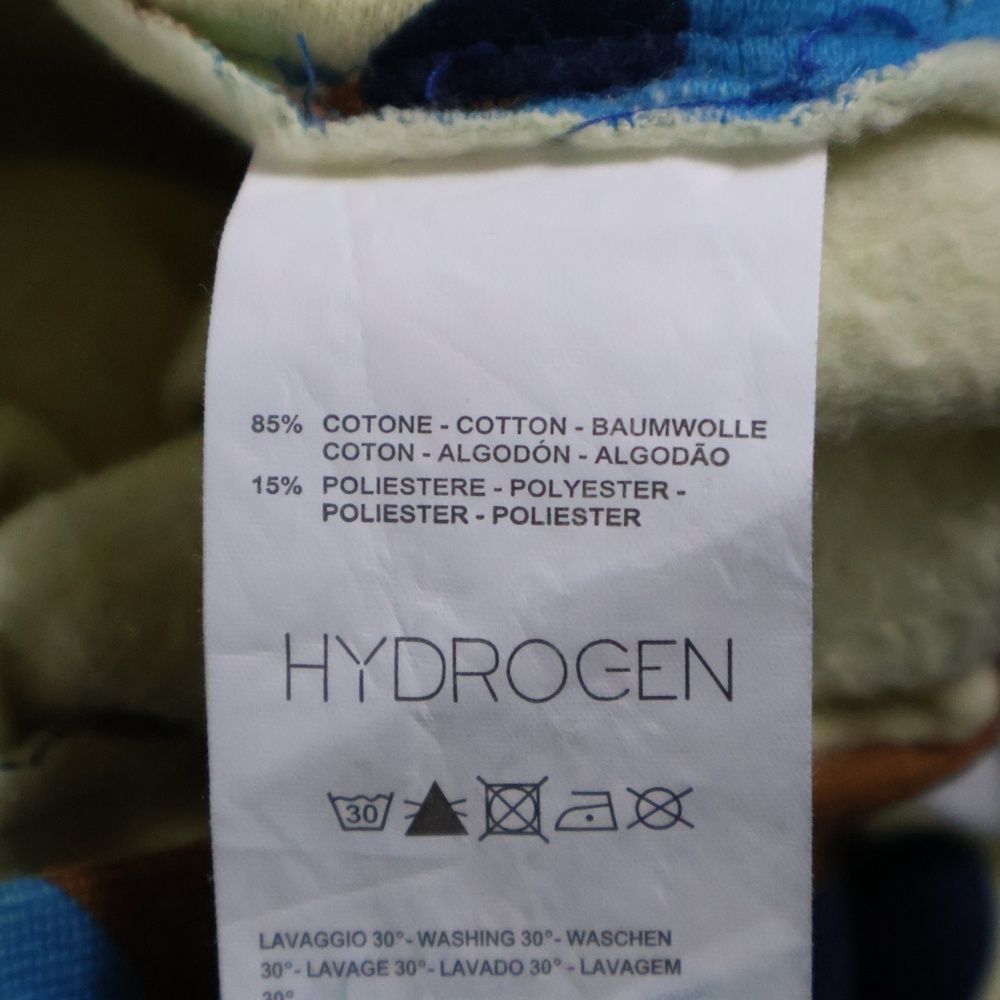 85% COTONE - COTTON - BAUMWOLLE
COTON - ALGODÓN - ALGODÃO
15% POLIESTERE - POLYESTER -
POLIESTER - POLIESTER
HYDROGEN
30
LAVAGGIO 30° - WASHING 30° - WASCHEN
30° - LAVAGE 30° - LAVADO 30° - LAVAGEM
30°